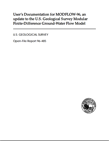 User's Documentation for MODFLOW-96, an
update to the U.S. Geological Survey Modular
Finite-Difference Ground-Water Flow Model
U.S. GEOLOGICAL SURVEY
Open-File Report 96-485